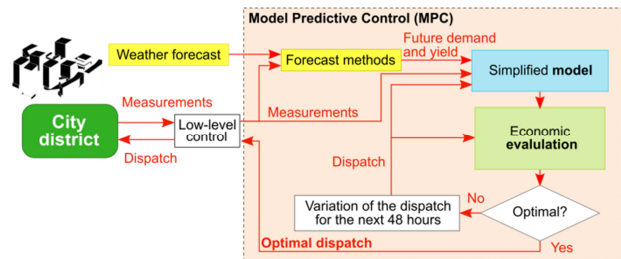 Model Predictive Control (MPC)
Weather forecast
Forecast methods
Future demand
and yield
Simplified model
Measurements
City
district
Low-level
control
Measurements
Dispatch
Economic
evalulation
Dispatch
Variation of the dispatch
for the next 48 hours
No
Optimal?
Optimal dispatch
Yes